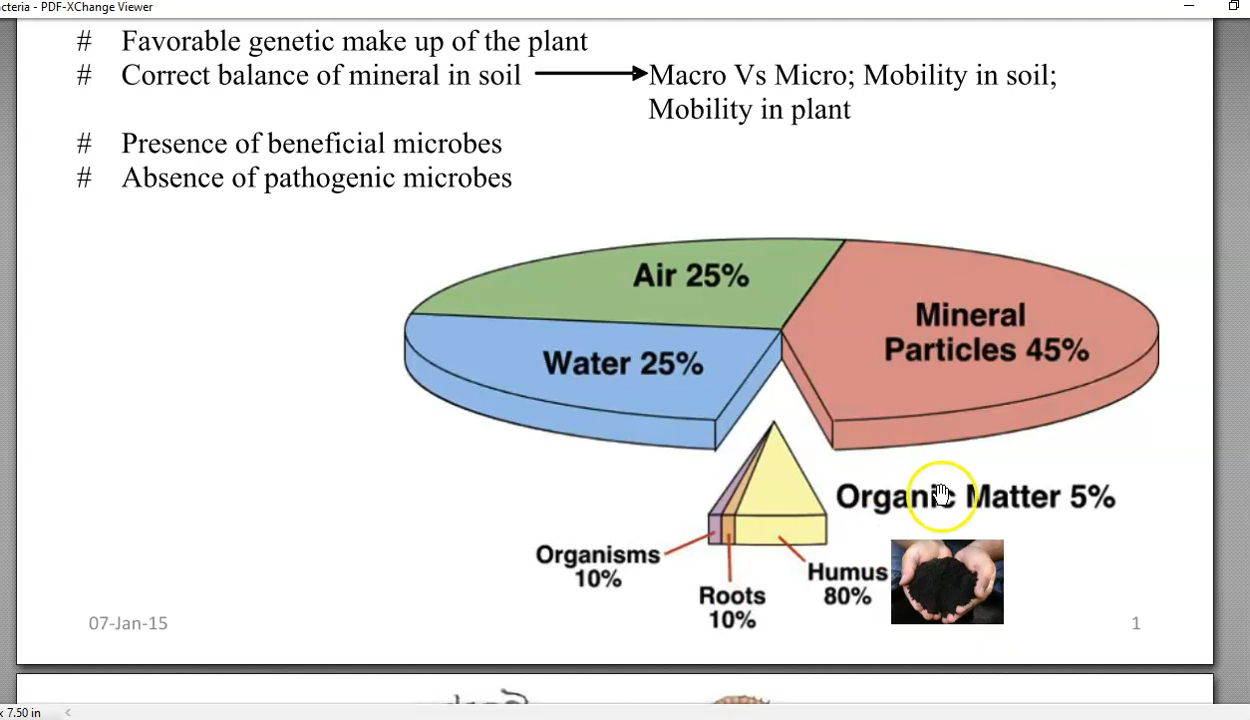 cteria - PDF-XChange Viewer
# Favorable genetic make up of the plant
# Correct balance of mineral in soil Macro Vs Micro; Mobility in soil;
Mobility in plant
# Presence of beneficial microbes
# Absence of pathogenic microbes
Air 25%
Mineral
Particles 45%
Water 25%
Organic Matter 5%
Organisms
10%
Roots
10%
Humus
80%
07-Jan-15
1
x 7.50 in